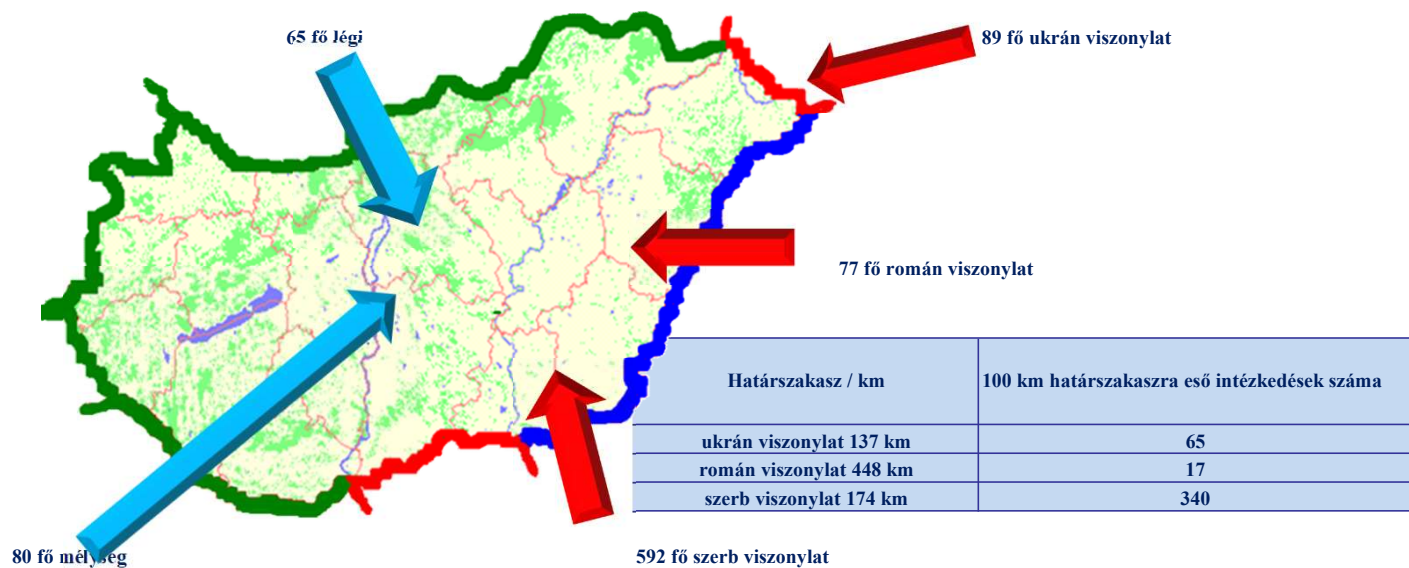 65 fő légi
89 fő ukrán viszonylat
77 fő román viszonylat
Határszakasz / km
100 km határszakaszra eső intézkedések száma
ukrán viszonylat 137 km
65
román viszonylat 448 km
17
szerb viszonylat 174 km
340
80 fő mélység
592 fő szerb viszonylat